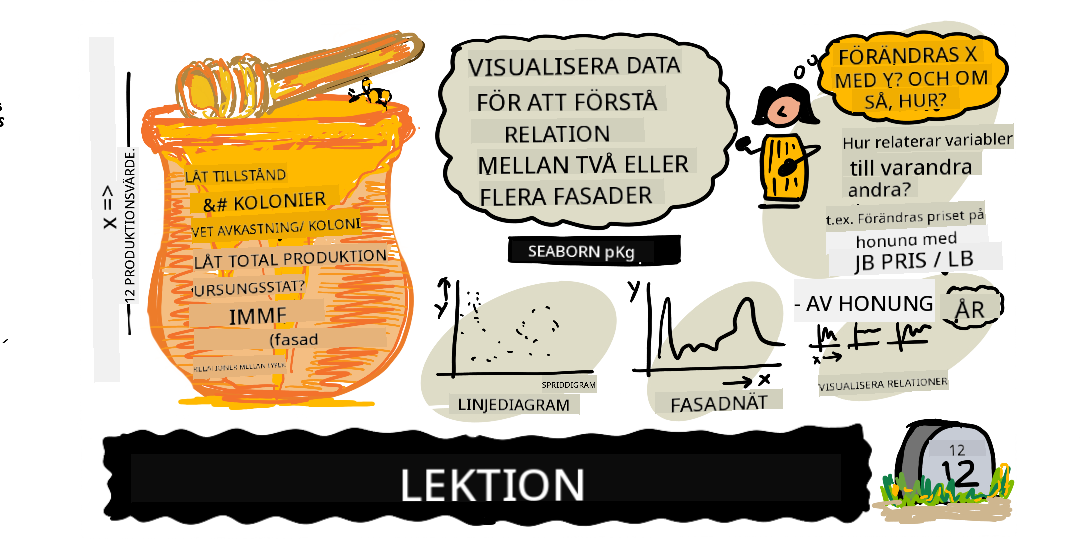 X =>
12 PRODUKTIONSVÄRDE.
LÅT TILLSTÅND
&# KOLONIER
VET AVKASTNING/ KOLONI
LÅT TOTAL PRODUKTION
URSUNGSSTAT?
IMMF
(fasad
RELATIONER MELLAN TYPER
VISUALISERA DATA
FÖR ATT FÖRSTÅ
RELATION
MELLAN TVÅ ELLER
FLERA FASADER
SEABORN pKg
Y
SPRIDDIGRAM
LINJEDIAGRAM
Y
X
FASADNÄT
FÖRÄNDRAS X
MED Y? OCH OM
SÅ, HUR?
Hur relaterar variabler
till varandra
andra?
t.ex. Förändras priset på
honung med
JB PRIS / LB
- AV HONUNG
ÅR
X
VISUALISERA RELATIONER
LEKTION
12
12